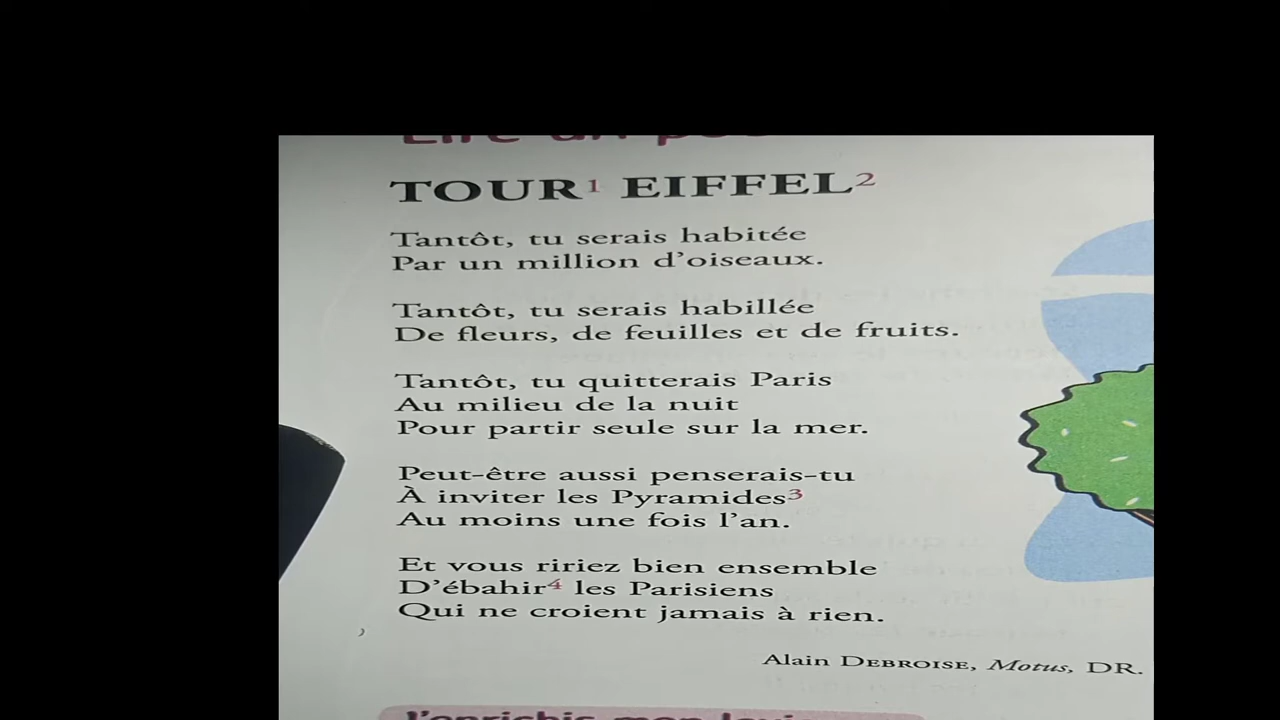 TOUR¹ EIFFEL²
Tantôt, tu serais habitée
Par un million d'oiseaux.
Tantôt, tu serais habillée
De fleurs, de feuilles et de fruits.
Tantôt, tu quitterais Paris
Au milieu de la nuit
Pour partir seule sur la mer.
Peut-être aussi penserais-tu
À inviter les Pyramides³
Au moins une fois l'an.
Et vous ririez bien ensemble
D'ébahir⁴ les Parisiens
Qui ne croient jamais à rien.
Alain DEBROISE, Motus, DR.